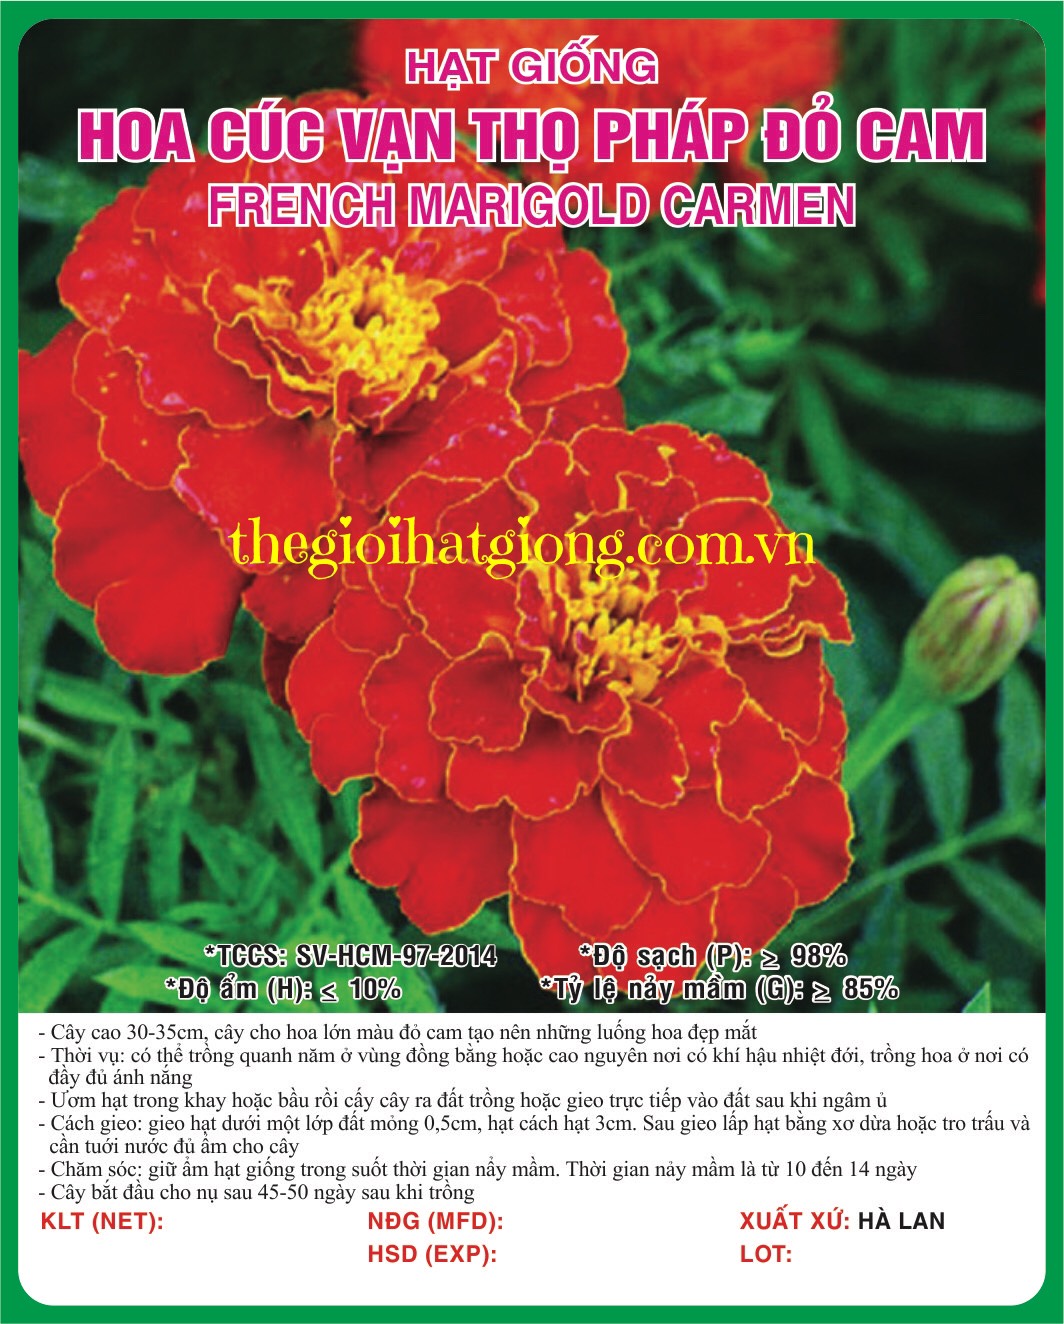 HẠT GIỐNG
HOA CÚC VẠN THỌ PHÁP ĐỎ CAM
FRENCH MARIGOLD CARMEN
thegioihatgiong.com.vn
*TCCS: SV-HCM-97-2014 *Độ sạch (P): ≥ 98%
*Độ ẩm (H): ≤ 10% *Tỷ lệ nảy mầm (G): ≥ 85%
- Cây cao 30-35cm, cây cho hoa lớn màu đỏ cam tạo nên những luống hoa đẹp mắt
- Thời vụ: có thể trồng quanh năm ở vùng đồng bằng hoặc cao nguyên nơi có khí hậu nhiệt đới, trồng hoa ở nơi có
đầy đủ ánh nắng
- Ươm hạt trong khay hoặc bầu rồi cấy cây ra đất trồng hoặc gieo trực tiếp vào đất sau khi ngâm ủ
- Cách gieo: gieo hạt dưới một lớp đất mỏng 0,5cm, hạt cách hạt 3cm. Sau gieo lấp hạt bằng xơ dừa hoặc tro trấu và
cần tưới nước đủ ẩm cho cây
- Chăm sóc: giữ ẩm hạt giống trong suốt thời gian nẩy mầm. Thời gian nảy mầm là từ 10 đến 14 ngày
- Cây bắt đầu cho nụ sau 45-50 ngày sau khi trồng
KLT (NET): NĐG (MFD): XUẤT XỨ: HÀ LAN
HSD (EXP): LOT: